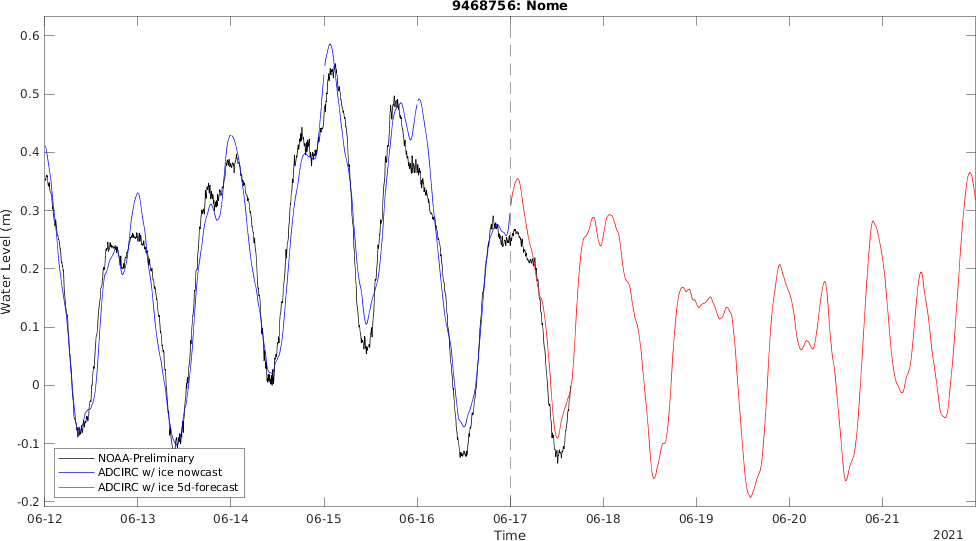 9468756: Nome
Water Level (m)
0.6
0.5
0.4
0.3
0.2
0.1
0
-0.1
-0.2
NOAA-Preliminary
ADCIRC w/ ice nowcast
ADCIRC w/ ice 5d-forecast
06-12 06-13 06-14 06-15 06-16 06-17 06-18 06-19 06-20 06-21
Time
2021